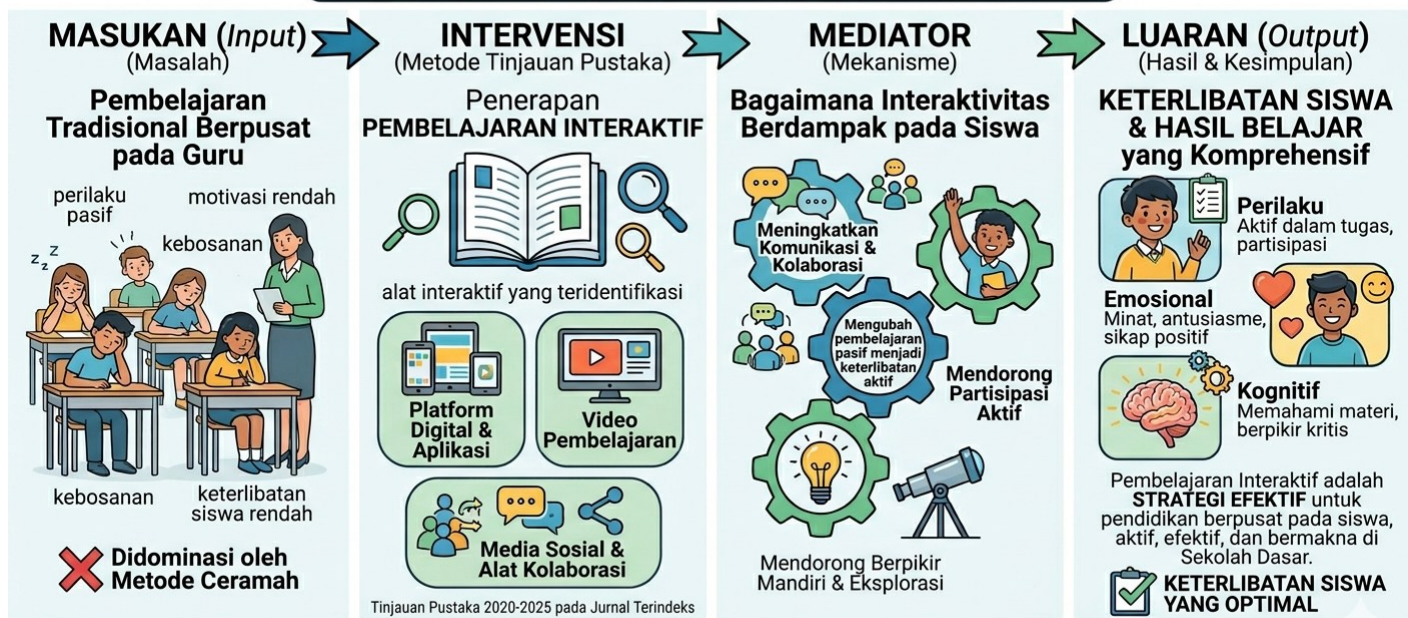 MASUKAN (Input)
(Masalah)
Pembelajaran
Tradisional Berpusat
pada Guru
perilaku
pasif
motivasi rendah
kebosanan
z z z
kebosanan
keterlibatan
siswa rendah
Didominasi oleh
Metode Ceramah
INTERVENSI
(Metode Tinjauan Pustaka)
Penerapan
PEMBELAJARAN INTERAKTIF
alat interaktif yang teridentifikasi
Platform
Digital &
Aplikasi
Video
Pembelajaran
Media Sosial &
Alat Kolaborasi
Tinjauan Pustaka 2020-2025 pada Jurnal Terindeks
MEDIATOR
(Mekanisme)
Bagaimana Interaktivitas
Berdampak pada Siswa
Meningkatkan
Komunikasi &
Kolaborasi
Mengubah
pembelajaran
pasif menjadi
keterlibatan
aktif
Mendorong
Partisipasi
Aktif
Mendorong Berpikir
Mandiri & Eksplorasi
LUARAN (Output)
(Hasil & Kesimpulan)
KETERLIBATAN SISWA
& HASIL BELAJAR
yang Komprehensif
Perilaku
Aktif dalam tugas,
partisipasi
Emosional
Minat, antusiasme,
sikap positif
Kognitif
Memahami materi,
berpikir kritis
Pembelajaran Interaktif adalah
STRATEGI EFEKTIF untuk
pendidikan berpusat pada siswa,
aktif, efektif, dan bermakna di
Sekolah Dasar.
KETERLIBATAN SISWA
YANG OPTIMAL